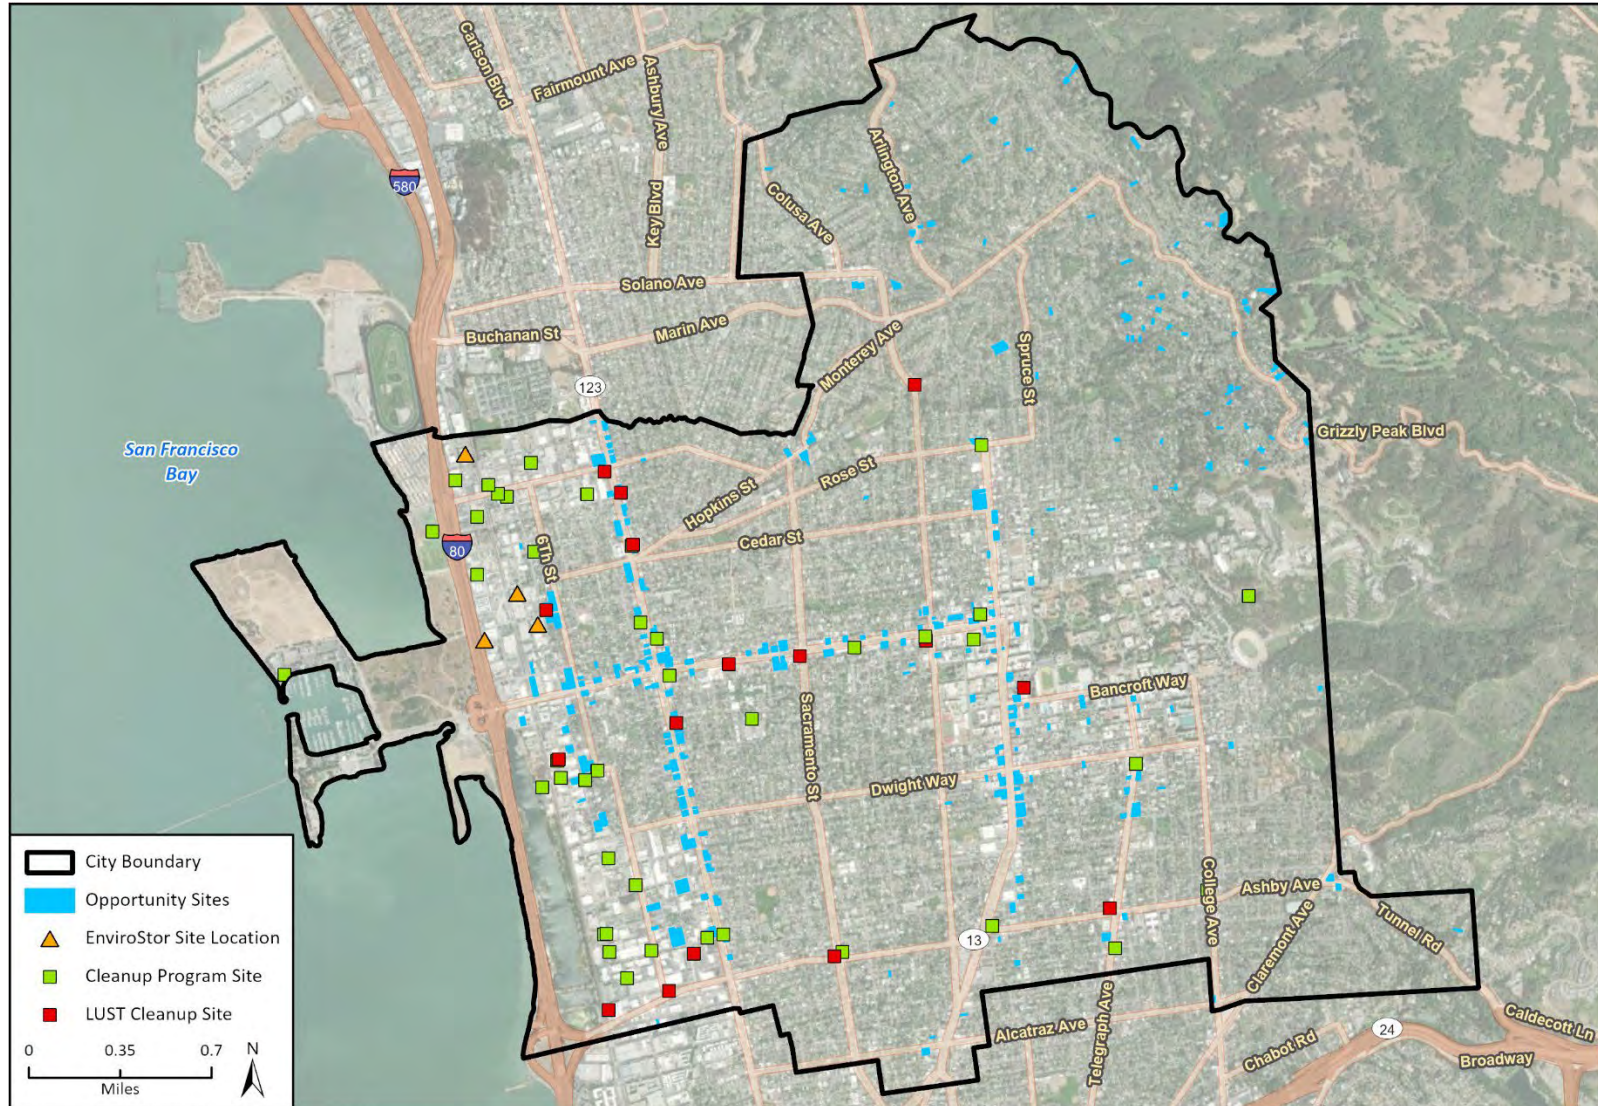 Carlson Blvd
Fairmount Ave
Ashbury Ave
Key Blvd
580
Colusa Ave
Arlington Ave
Solano Ave
Buchanan St
Marin Ave
Monterey Ave
Spruce St
123
Grizzly Peak Blvd
San Francisco
Bay
Rose St
Hopkins St
Cedar St
80
6Th St
Bancroft Way
Sacramento St
Dwight Way
College Ave
Ashby Ave
Claremont Ave
Tunnel Rd
13
Alcatraz Ave
Telegraph Ave
24
Chabot Rd
Caldecott Ln
Broadway
City Boundary
Opportunity Sites
EnviroStor Site Location
Cleanup Program Site
LUST Cleanup Site
0 0.35 0.7
Miles
N